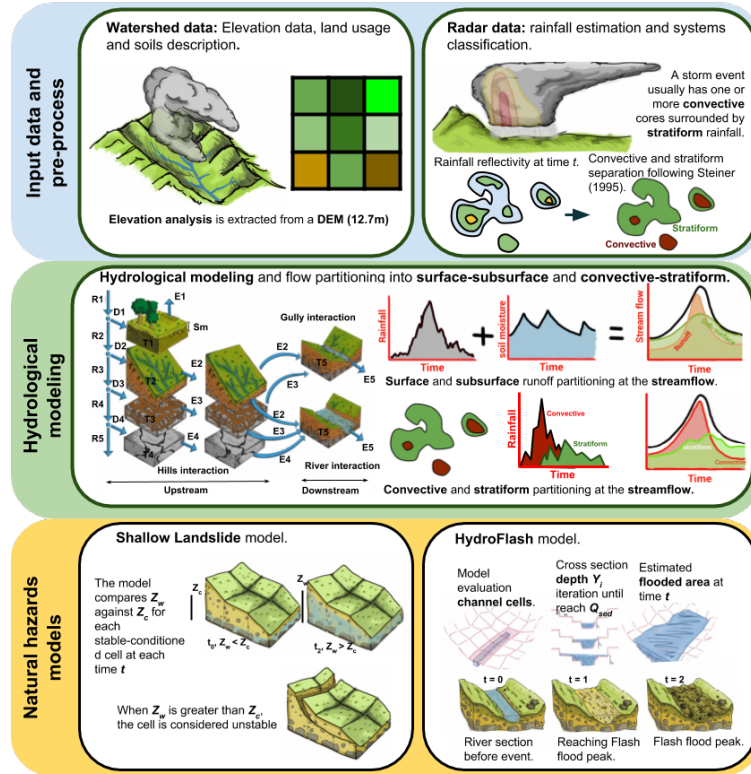 Input data and
pre-process
Watershed data: Elevation data, land usage
and soils description.
Elevation analysis is extracted from a DEM (12.7m)
Radar data: rainfall estimation and systems
classification.
A storm event
usually has one or
more convective
cores surrounded by
stratiform rainfall.
Rainfall reflectivity at time t.
Convective and stratiform
separation following Steiner
(1995).
Stratiform
Convective
Hydrological
modeling
Hydrological modeling and flow partitioning into surface-subsurface and convective-stratiform.
R1
D1
R2
D2
R3
D3
R4
D4
R5
E1
Sm
T1
E2
T2
E3
T3
E4
T4
Hills interaction
Upstream
Gully interaction
E2
E3
T5
E5
E2
E3
E4
T5
E5
River interaction
Downstream
Rainfall
Time
soil moisture
Time
Stream flow
Runoff
Sub-surface
Time
Surface and subsurface runoff partitioning at the streamflow.
Rainfall
Convective
Stratiform
Time
stratiform
Convective
Time
Convective and stratiform partitioning at the streamflow.
Natural hazards
models
Shallow Landslide model.
The model
compares Zw
against Zc for
each
stable-conditione
d cell at each
time t
Zc
Zw
t0, Zw < Zc
t2, Zw > Zc
When Zw is greater than Zc,
the cell is considered unstable
HydroFlash model.
Model
evaluation
channel cells.
Cross section
depth Yi
iteration until
reach Qsed
Estimated
flooded area at
time t
t = 0
t = 1
t = 2
River section
before event.
Reaching Flash
flood peak.
Flash flood peak.